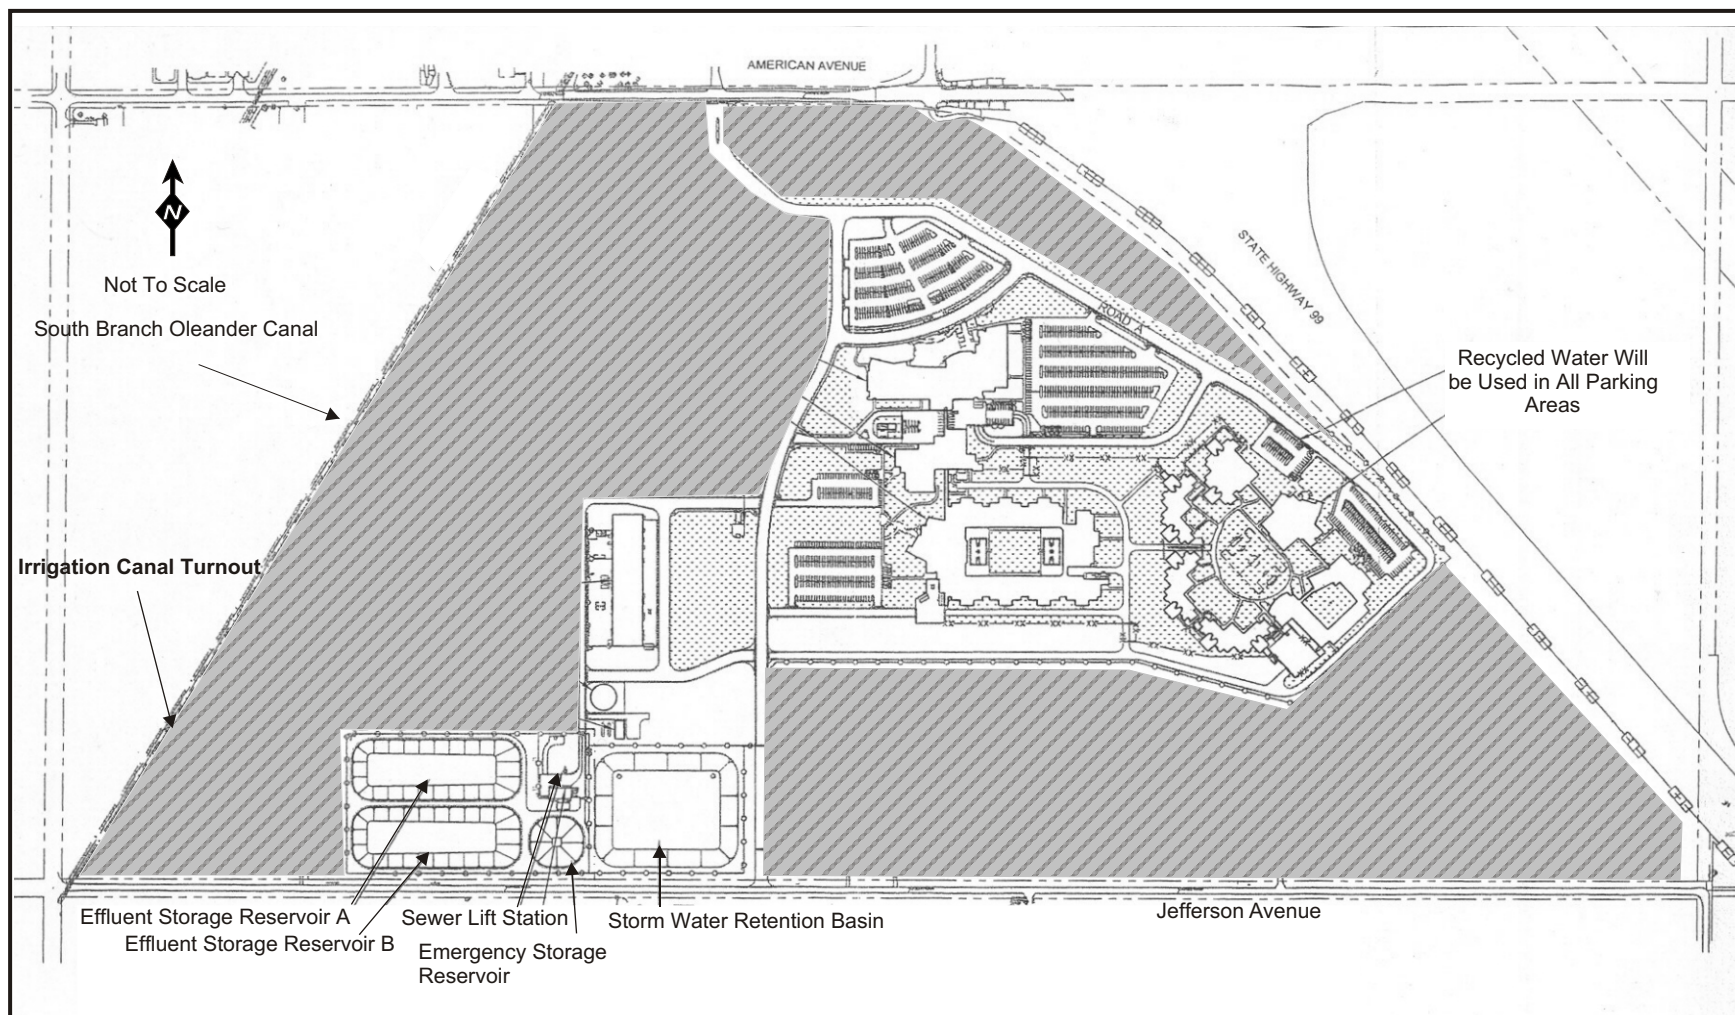 AMERICAN AVENUE
N
Not To Scale
South Branch Oleander Canal
STATE HIGHWAY 99
ROAD A
Recycled Water Will
be Used in All Parking
Areas
Irrigation Canal Turnout
Effluent Storage Reservoir A
Effluent Storage Reservoir B
Sewer Lift Station
Emergency Storage
Reservoir
Storm Water Retention Basin
Jefferson Avenue